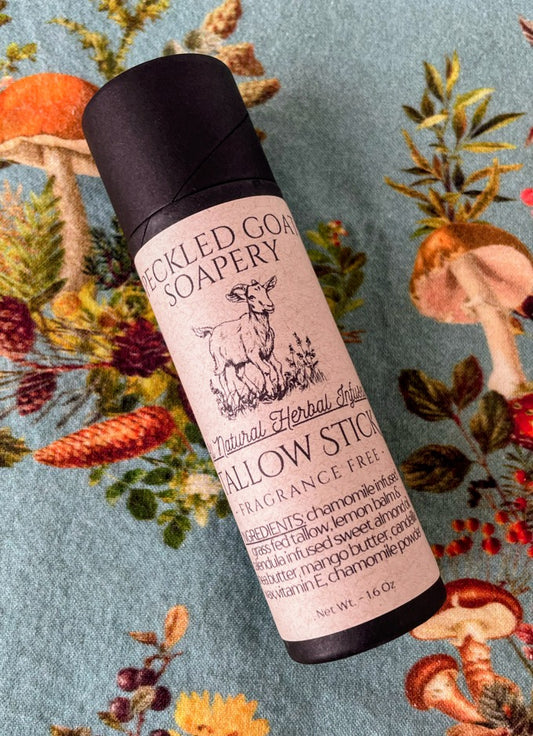 PECKLED GOAT
SOAPERY
Natural Herbal
TALLOW STICK
FRAGRANCE FREE ·
chamomile infused
grass fed tallow, lemon balm &
infused sweet almond
butter, mango butter,
vitamin E, chamomile
Net Wt. ~ 1.6 Oz